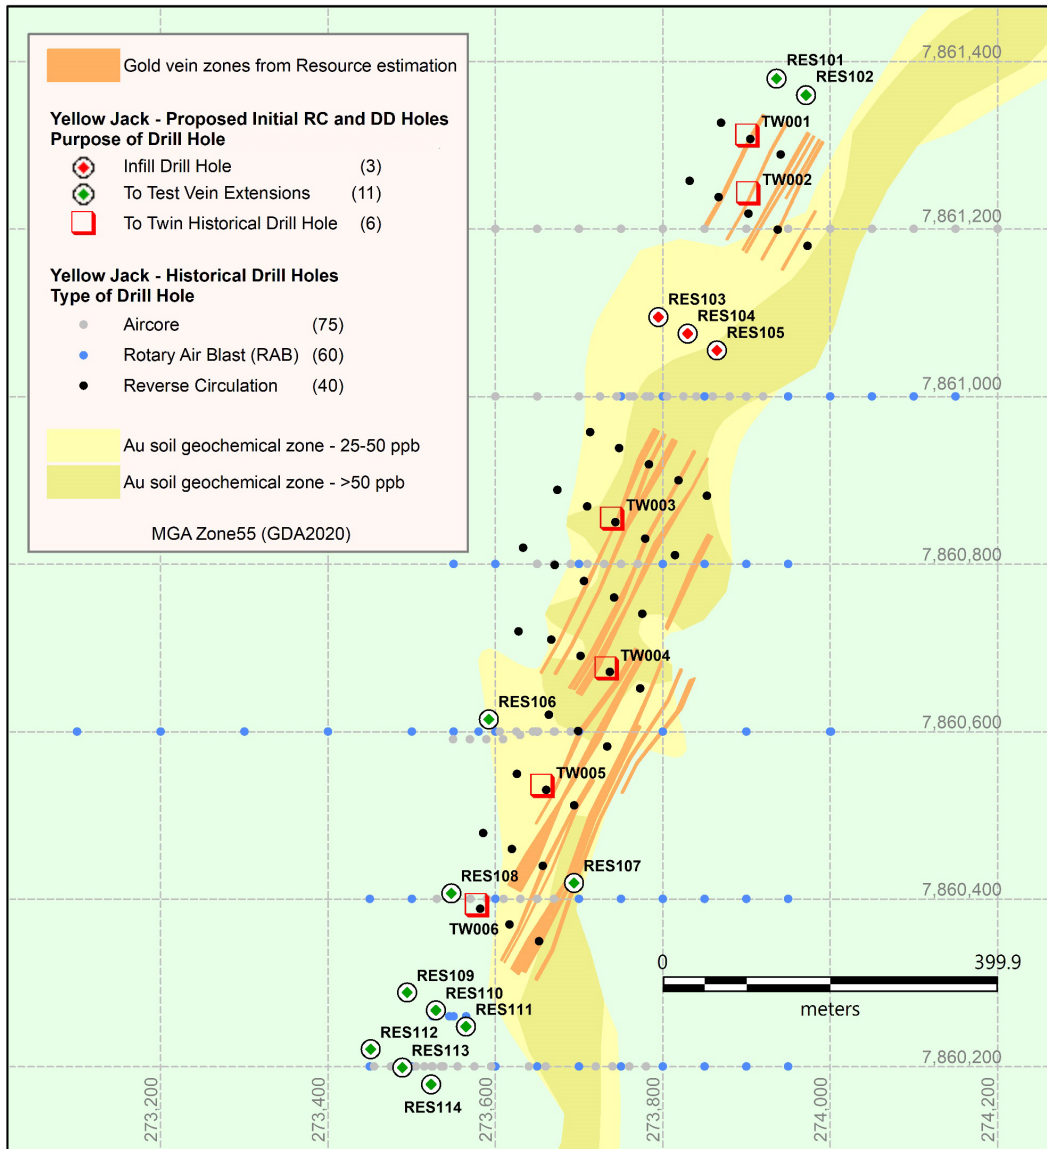 Gold vein zones from Resource estimation
Yellow Jack - Proposed Initial RC and DD Holes
Purpose of Drill Hole
Infill Drill Hole (3)
To Test Vein Extensions (11)
To Twin Historical Drill Hole (6)
Yellow Jack - Historical Drill Holes
Type of Drill Hole
Aircore (75)
Rotary Air Blast (RAB) (60)
Reverse Circulation (40)
Au soil geochemical zone - 25-50 ppb
Au soil geochemical zone - >50 ppb
MGA Zone55 (GDA2020)
7,861,400
RES101
RES102
TW001
TW002
7,861,200
RES103
RES104
RES105
7,861,000
TW003
7,860,800
TW004
RES106
7,860,600
TW005
RES107
RES108
7,860,400
TW006
RES109
RES110
RES111
RES112
RES113
RES114
0 399.9
meters
7,860,200
273,200
273,400
273,600
273,800
274,000
274,200